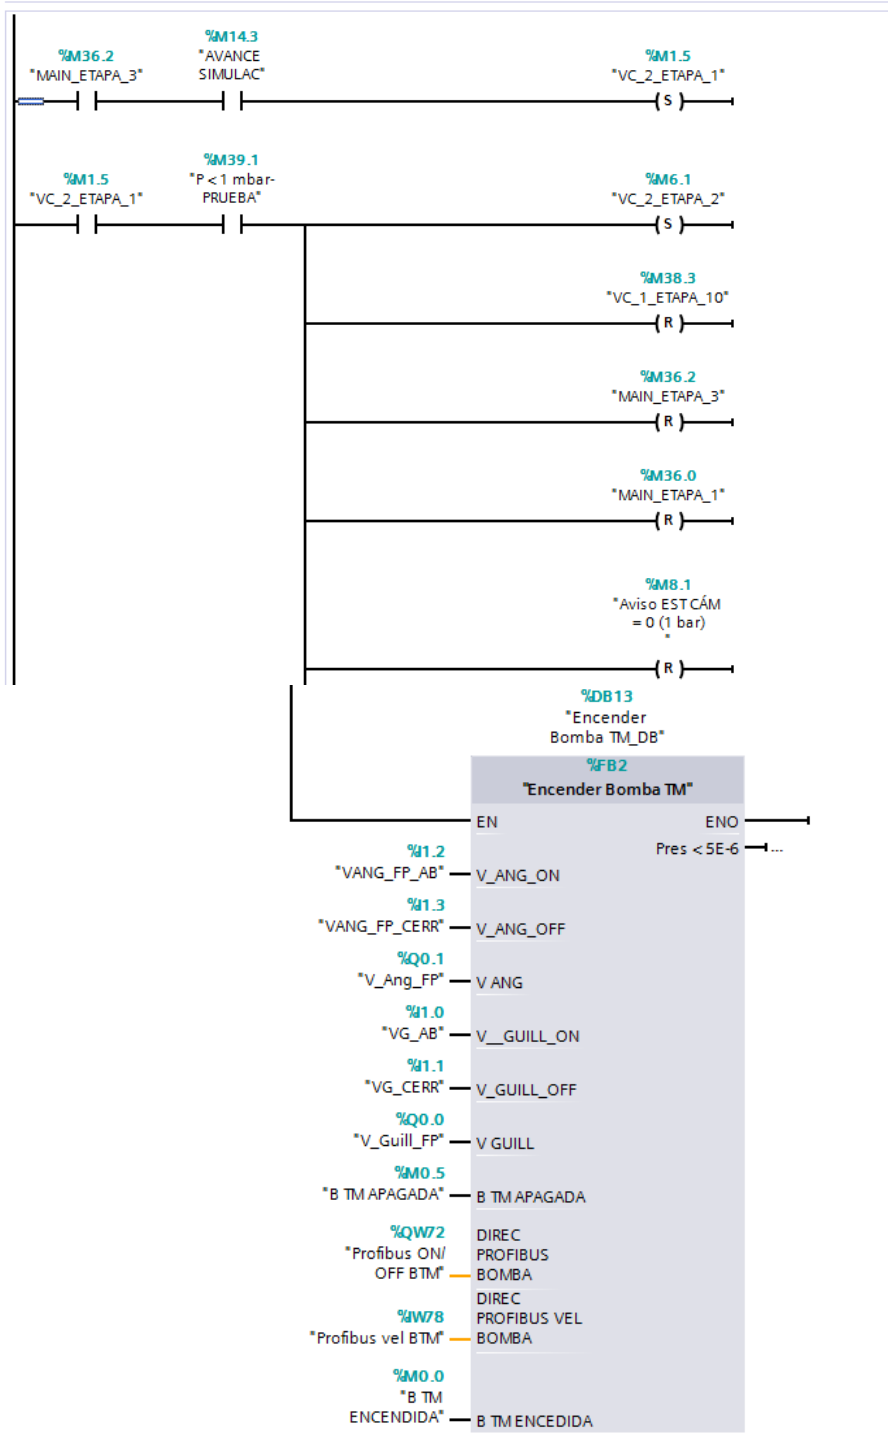 %M36.2
"MAIN_ETAPA_3"
%M14.3
"AVANCE
SIMULAC"
%M1.5
"VC_2_ETAPA_1"
S
%M1.5
"VC_2_ETAPA_1"
%M39.1
"P < 1 mbar-
PRUEBA"
%M6.1
"VC_2_ETAPA_2"
S
%M38.3
"VC_1_ETAPA_10"
R
%M36.2
"MAIN_ETAPA_3"
R
%M36.0
"MAIN_ETAPA_1"
R
%M8.1
"Aviso EST CÁM
= 0 (1 bar)
"
R
%DB13
"Encender
Bomba TM_DB"
%FB2
"Encender Bomba TM"
EN
ENO
Pres < 5E-6
...
%I1.2
"VANG_FP_AB"
V_ANG_ON
%I1.3
"VANG_FP_CERR"
V_ANG_OFF
%Q0.1
"V_Ang_FP"
V ANG
%I1.0
"VG_AB"
V__GUILL_ON
%I1.1
"VG_CERR"
V_GUILL_OFF
%Q0.0
"V_Guill_FP"
V GUILL
%M0.5
"B TM APAGADA"
B TM APAGADA
%QW72
"Profibus ON/
OFF BTM"
DIREC
PROFIBUS
BOMBA
%IW78
"Profibus vel BTM"
DIREC
PROFIBUS VEL
BOMBA
%M0.0
"B TM
ENCENDIDA"
B TM ENCEDIDA